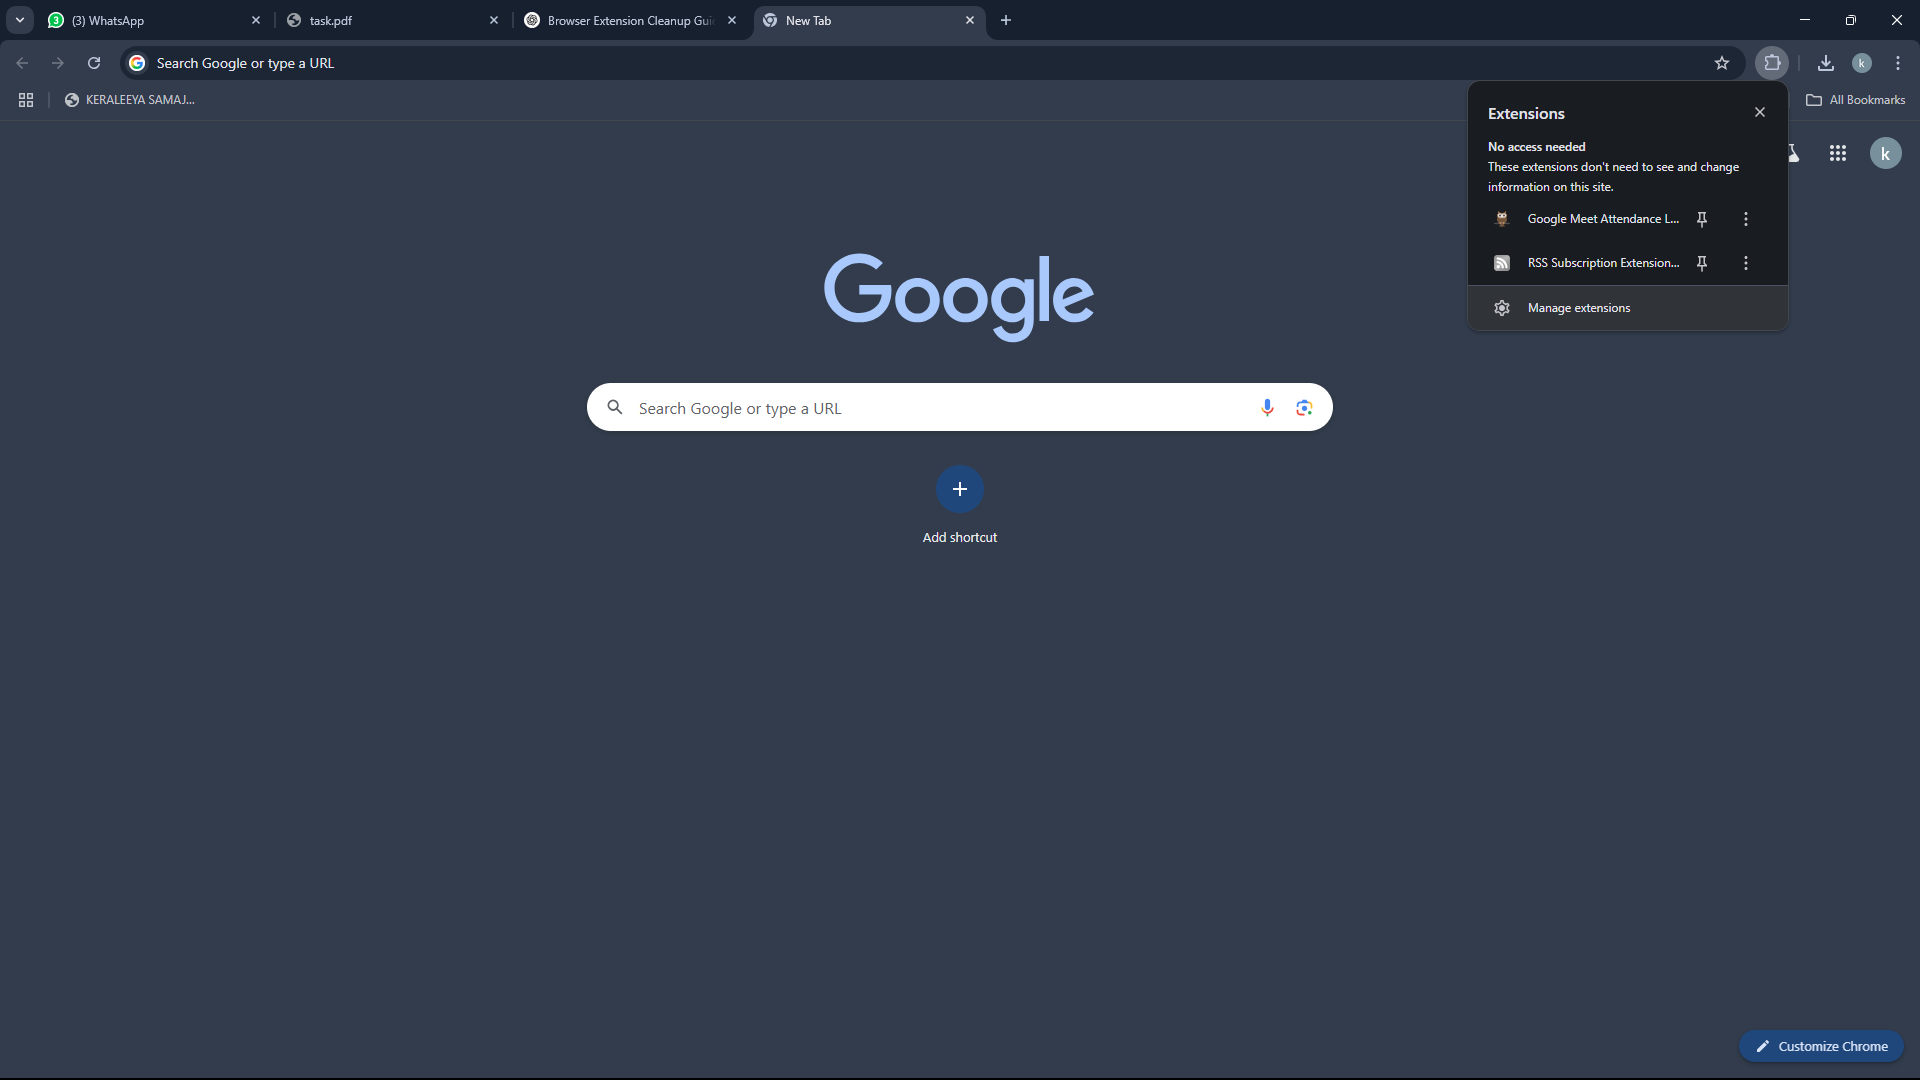 3
(3) WhatsApp
task.pdf
Browser Extension Cleanup Gui
New Tab
Search Google or type a URL
k
KERALEEYA SAMAJ...
All Bookmarks
Extensions
No access needed
These extensions don't need to see and change
information on this site.
Google Meet Attendance L...
RSS Subscription Extension...
Manage extensions
k
Google
Search Google or type a URL
Add shortcut
Customize Chrome